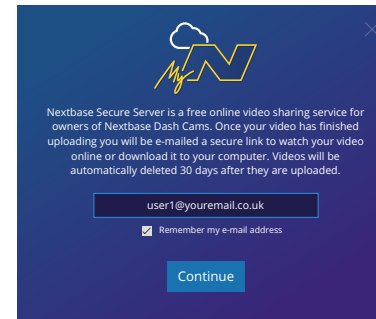 MyN
Nextbase Secure Server is a free online video sharing service for
owners of Nextbase Dash Cams. Once your video has finished
uploading you will be e-mailed a secure link to watch your video
online or download it to your computer. Videos will be
automatically deleted 30 days after they are uploaded.
user1@youremail.co.uk
Remember my e-mail address
Continue